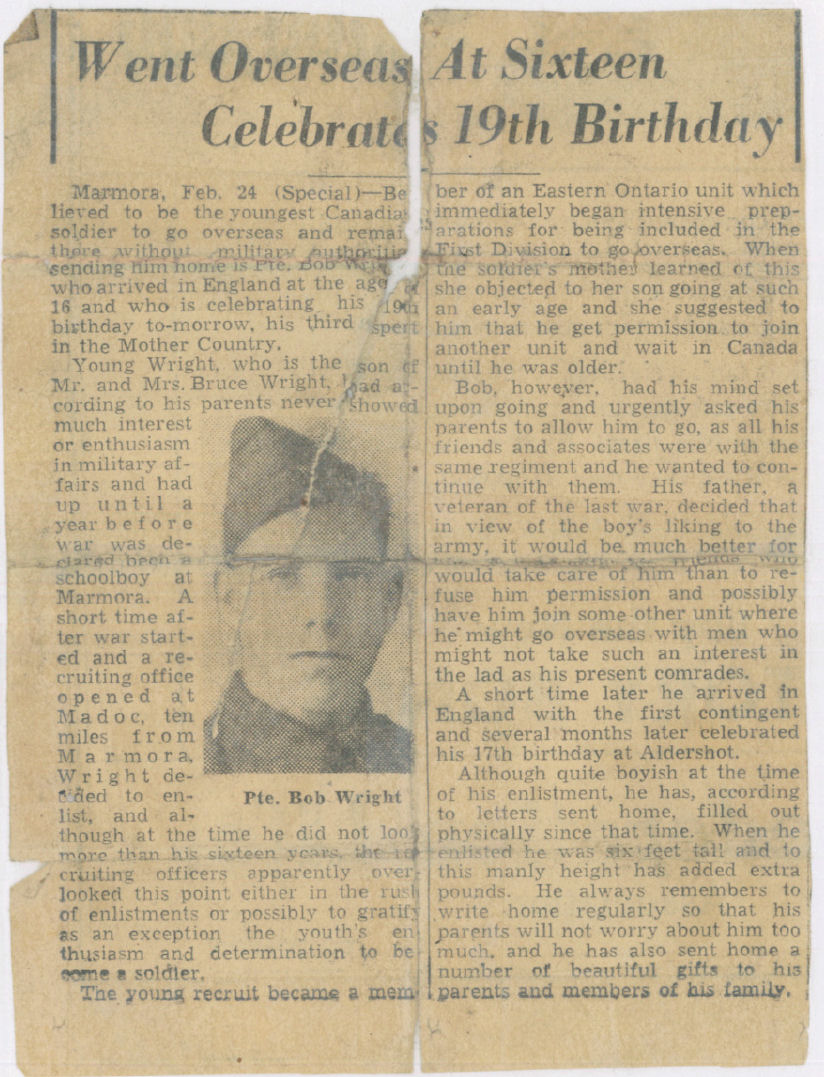 Went Overseas At Sixteen
Celebrates 19th Birthday
Marmora, Feb. 24 (Special)—Be
lieved to be the youngest Canadia
soldier to go overseas and remai
there without military authoritie
sending him home is Pte. Bob Wrig
who arrived in England at the age
16 and who is celebrating his 19th
birthday to-morrow, his third spent
in the Mother Country.
Young Wright, who is the son of
Mr. and Mrs. Bruce Wright, had ac-
cording to his parents never showed
much interest
or enthusiasm
in military af-
fairs and had
up until a
year before
war was de-
clared been a
schoolboy at
Marmora. A
short time af-
ter war start-
ed and a re-
cruiting office
opened at
Madoc, ten
miles from
Marmora,
Wright de-
cided to en-
list, and al-
though at the time he did not look
more than his sixteen years, the re
cruiting officers apparently over
looked this point either in the rush
of enlistments or possibly to gratify
as an exception the youth's en
thusiasm and determination to be
come a soldier.
The young recruit became a mem
Pte. Bob Wright
ber of an Eastern Ontario unit which
immediately began intensive prep-
arations for being included in the
First Division to go overseas. When
the soldier's mother learned of this
she objected to her son going at such
an early age and she suggested to
him that he get permission to join
another unit and wait in Canada
until he was older.
Bob, however, had his mind set
upon going and urgently asked his
parents to allow him to go, as all his
friends and associates were with the
same regiment and he wanted to con-
tinue with them. His father, a
veteran of the last war, decided that
in view of the boy's liking to the
army, it would be much better for
friends who
would take care of him than to re-
fuse him permission and possibly
have him join some other unit where
he might go overseas with men who
might not take such an interest in
the lad as his present comrades.
A short time later he arrived in
England with the first contingent
and several months later celebrated
his 17th birthday at Aldershot.
Although quite boyish at the time
of his enlistment, he has, according
to letters sent home, filled out
physically since that time. When he
enlisted he was six feet tall and to
this manly height has added extra
pounds. He always remembers to
write home regularly so that his
parents will not worry about him too
much, and he has also sent home a
number of beautiful gifts to his
parents and members of his family.